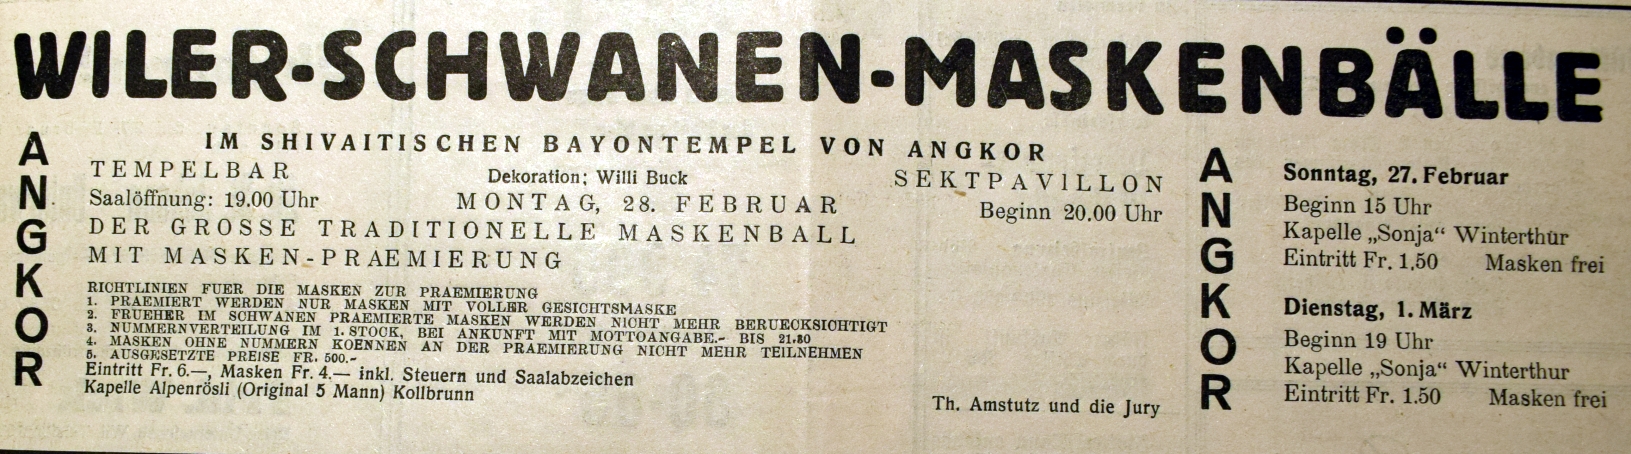 WILER-SCHWANEN-MASKENBÄLLE
ANGKOR
IM SHIVAITISCHEN BAYONTEMPEL VON ANGKOR
TEMPELBAR
Dekoration: Willi Buck
SEKTPAVILLON
Saalöffnung: 19.00 Uhr
MONTAG, 28. FEBRUAR
Beginn 20.00 Uhr
DER GROSSE TRADITIONELLE MASKENBALL
MIT MASKEN-PRAEMIERUNG
RICHTLINIEN FUER DIE MASKEN ZUR PRAEMIERUNG
1. PRAEMIERT WERDEN NUR MASKEN MIT VOLLER GESICHTSMASKE
2. FRUEHER IM SCHWANEN PRAEMIERTE MASKEN WERDEN NICHT MEHR BERUECKSICHTIGT
3. NUMMERNVERTEILUNG IM 1. STOCK, BEI ANKUNFT MIT MOTTOANGABE.- BIS 21.30
4. MASKEN OHNE NUMMERN KOENNEN AN DER PRAEMIERUNG NICHT MEHR TEILNEHMEN
5. AUSGESETZTE PREISE FR. 500.-
Eintritt Fr. 6.—, Masken Fr. 4.— inkl. Steuern und Saalabzeichen
Kapelle Alpenrösli (Original 5 Mann) Kollbrunn
Th. Amstutz und die Jury
ANGKOR
Sonntag, 27. Februar
Beginn 15 Uhr
Kapelle „Sonja“ Winterthur
Eintritt Fr. 1.50 Masken frei
Dienstag, 1. März
Beginn 19 Uhr
Kapelle „Sonja“ Winterthur
Eintritt Fr. 1.50 Masken frei